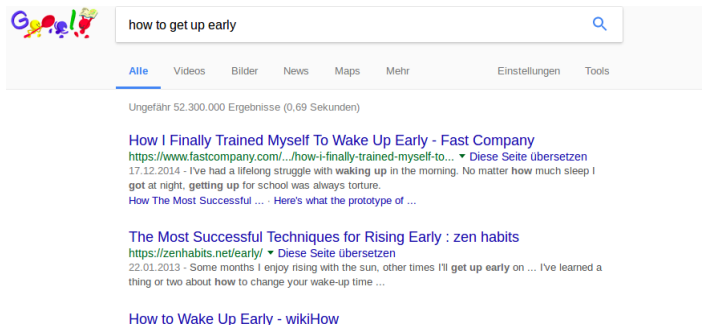 Google
how to get up early
Alle Videos Bilder News Maps Mehr Einstellungen Tools
Ungefähr 52.300.000 Ergebnisse (0,69 Sekunden)
How I Finally Trained Myself To Wake Up Early - Fast Company
https://www.fastcompany.com/.../how-i-finally-trained-myself-to... Diese Seite übersetzen
17.12.2014 - I've had a lifelong struggle with waking up in the morning. No matter how much sleep I
got at night, getting up for school was always torture.
How The Most Successful ... · Here's what the prototype of ...
The Most Successful Techniques for Rising Early : zen habits
https://zenhabits.net/early/ Diese Seite übersetzen
22.01.2013 - Some months I enjoy rising with the sun, other times I'll get up early on ... I've learned a
thing or two about how to change your wake-up time ...
How to Wake Up Early - wikiHow